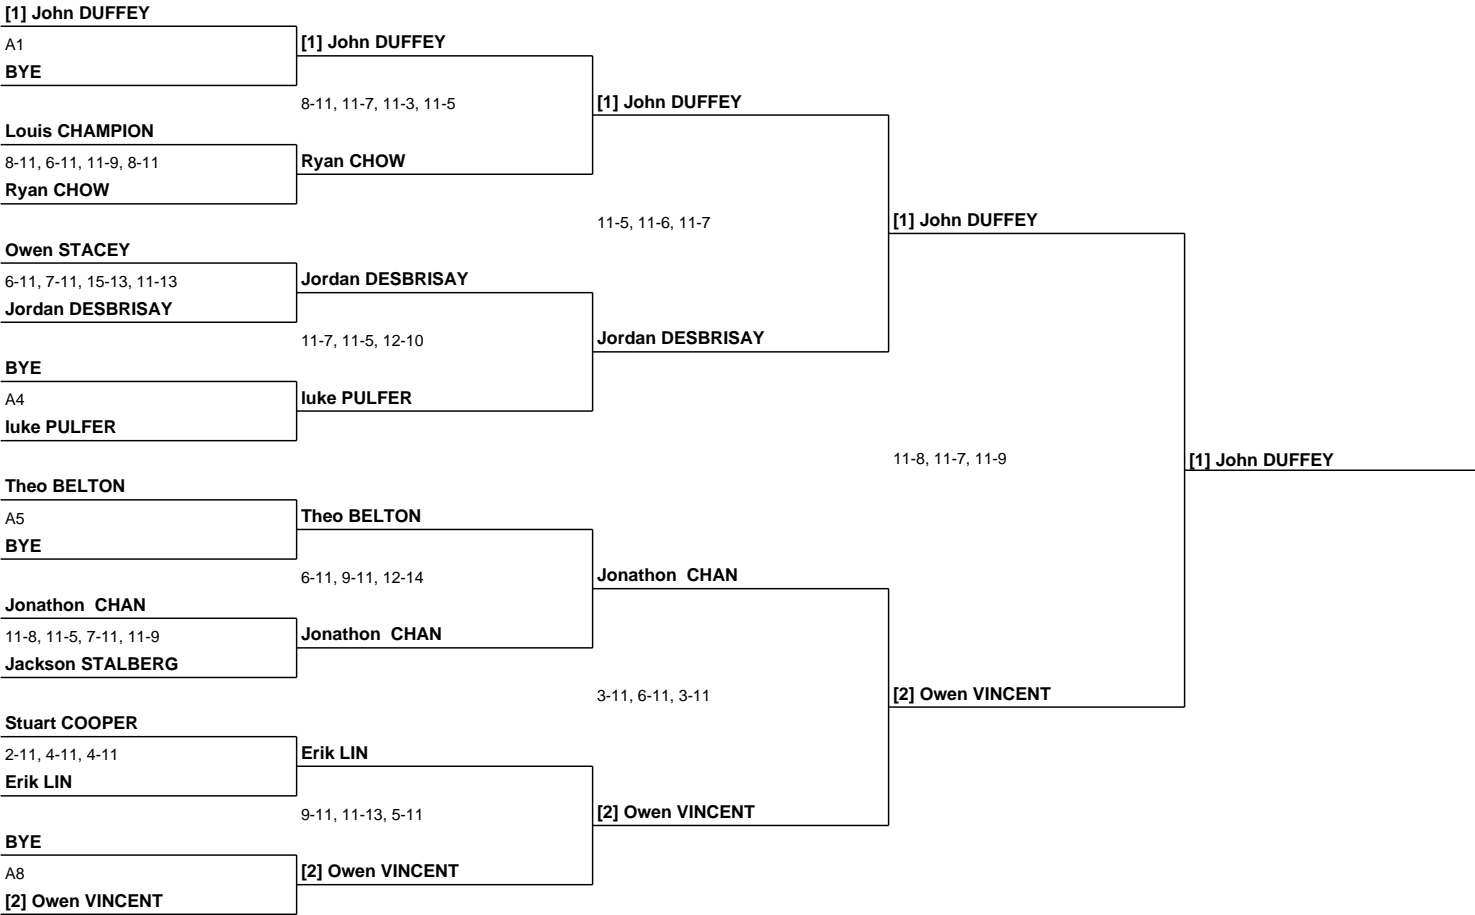 [1] John DUFFEY
A1
BYE
Louis CHAMPION
8-11, 6-11, 11-9, 8-11
Ryan CHOW
Owen STACEY
6-11, 7-11, 15-13, 11-13
Jordan DESBRISAY
BYE
A4
luke PULFER
Theo BELTON
A5
BYE
Jonathon  CHAN
11-8, 11-5, 7-11, 11-9
Jackson STALBERG
Stuart COOPER
2-11, 4-11, 4-11
Erik LIN
BYE
A8
[2] Owen VINCENT
[1] John DUFFEY
8-11, 11-7, 11-3, 11-5
Ryan CHOW
Jordan DESBRISAY
11-7, 11-5, 12-10
luke PULFER
Theo BELTON
6-11, 9-11, 12-14
Jonathon  CHAN
Erik LIN
9-11, 11-13, 5-11
[2] Owen VINCENT
[1] John DUFFEY
11-5, 11-6, 11-7
Jordan DESBRISAY
Jonathon  CHAN
3-11, 6-11, 3-11
[2] Owen VINCENT
[1] John DUFFEY
11-8, 11-7, 11-9
[2] Owen VINCENT
[1] John DUFFEY